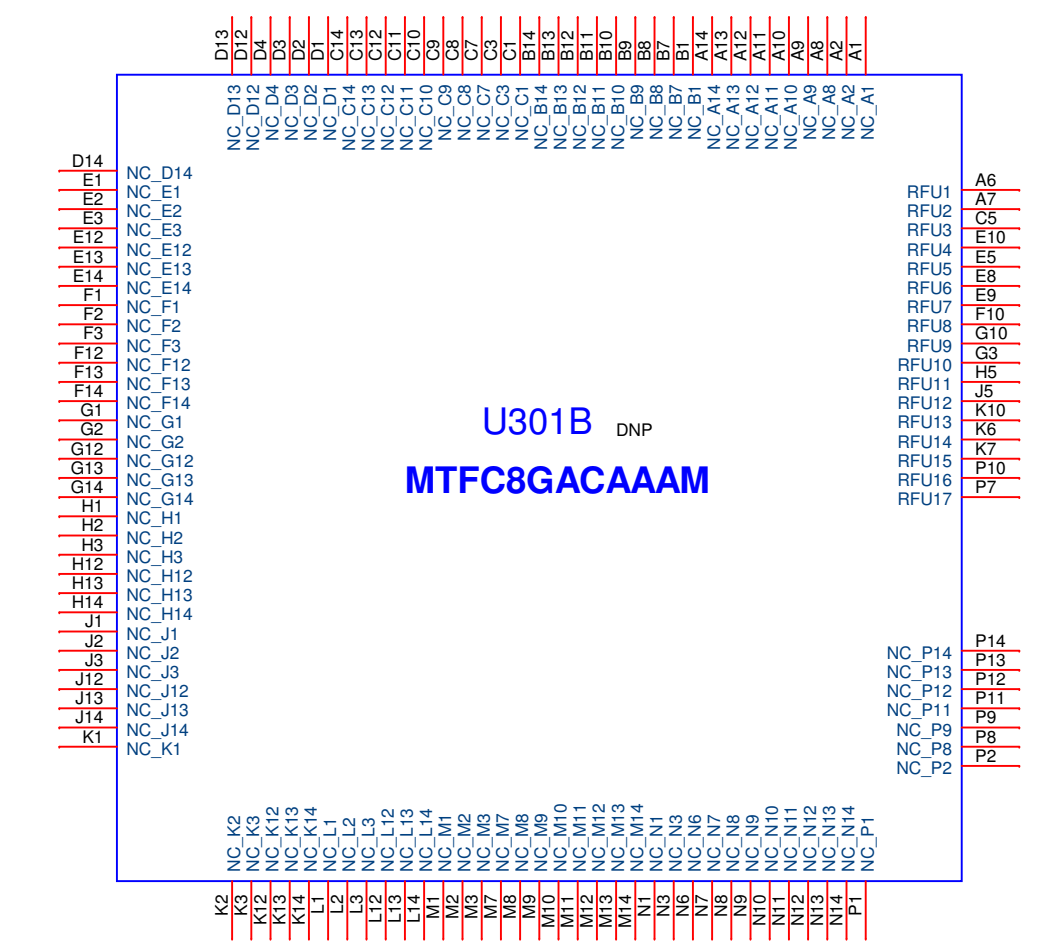 D13 D12 D4 D3 D2 D1 C14 C13 C12 C11 C10 C9 C8 C7 C3 C1 B14 B13 B12 B11 B10 B9 B8 B7 B1 A14 A13 A12 A11 A10 A9 A8 A2 A1
NC_D13 NC_D12 NC_D4 NC_D3 NC_D2 NC_D1 NC_C14 NC_C13 NC_C12 NC_C11 NC_C10 NC_C9 NC_C8 NC_C7 NC_C3 NC_C1 NC_B14 NC_B13 NC_B12 NC_B11 NC_B10 NC_B9 NC_B8 NC_B7 NC_B1 NC_A14 NC_A13 NC_A12 NC_A11 NC_A10 NC_A9 NC_A8 NC_A2 NC_A1
D14 NC_D14
E1 NC_E1
E2 NC_E2
E3 NC_E3
E12 NC_E12
E13 NC_E13
E14 NC_E14
F1 NC_F1
F2 NC_F2
F3 NC_F3
F12 NC_F12
F13 NC_F13
F14 NC_F14
G1 NC_G1
G2 NC_G2
G12 NC_G12
G13 NC_G13
G14 NC_G14
H1 NC_H1
H2 NC_H2
H3 NC_H3
H12 NC_H12
H13 NC_H13
H14 NC_H14
J1 NC_J1
J2 NC_J2
J3 NC_J3
J12 NC_J12
J13 NC_J13
J14 NC_J14
K1 NC_K1
U301B DNP
MTFC8GACAAAM
RFU1 A6
RFU2 A7
RFU3 C5
RFU4 E10
RFU5 E5
RFU6 E8
RFU7 E9
RFU8 F10
RFU9 G10
RFU10 G3
RFU11 H5
RFU12 J5
RFU13 K10
RFU14 K6
RFU15 K7
RFU16 P10
RFU17 P7
NC_P14 P14
NC_P13 P13
NC_P12 P12
NC_P11 P11
NC_P9 P9
NC_P8 P8
NC_P2 P2
NC_K2 NC_K3 NC_K12 NC_K13 NC_K14 NC_L1 NC_L2 NC_L3 NC_L12 NC_L13 NC_L14 NC_M1 NC_M2 NC_M3 NC_M7 NC_M8 NC_M9 NC_M10 NC_M11 NC_M12 NC_M13 NC_M14 NC_N1 NC_N3 NC_N6 NC_N7 NC_N8 NC_N9 NC_N10 NC_N11 NC_N12 NC_N13 NC_N14 NC_P1
K2 K3 K12 K13 K14 L1 L2 L3 L12 L13 L14 M1 M2 M3 M7 M8 M9 M10 M11 M12 M13 M14 N1 N3 N6 N7 N8 N9 N10 N11 N12 N13 N14 P1